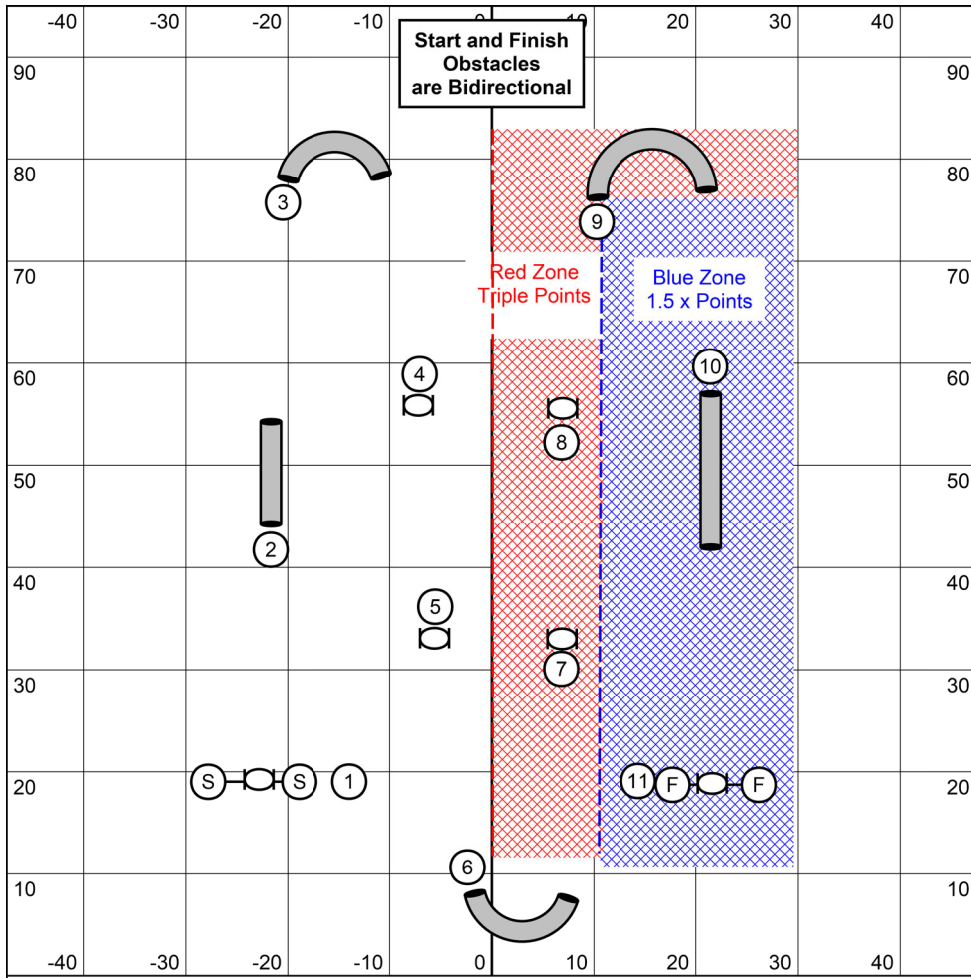 -40 -30 -20 -10 0 10 20 30 40
Start and Finish
Obstacles
are Bidirectional
90 90
80 80
3
9
70 70
Red Zone
Triple Points
Blue Zone
1.5 x Points
60 60
4
10
8
50 50
2
40 40
5
7
30 30
20 20
S S 1
11 F F
6
10 10
-40 -30 -20 -10 0 10 20 30 40